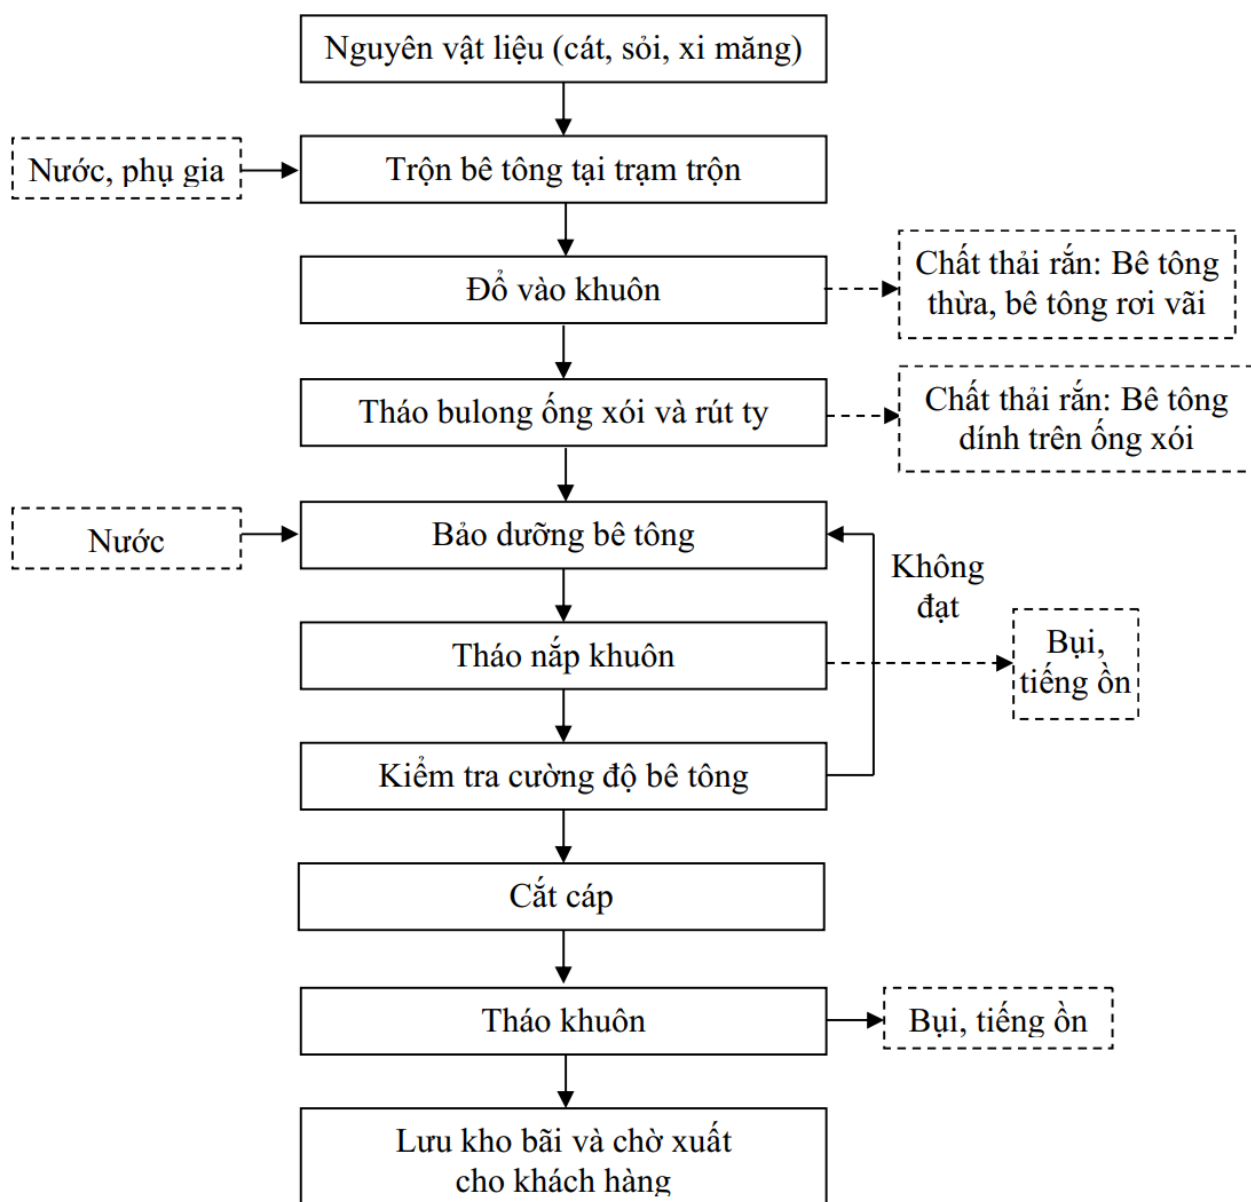 Nguyên vật liệu (cát, sỏi, xi măng)
Nước, phụ gia
Trộn bê tông tại trạm trộn
Đổ vào khuôn
Chất thải rắn: Bê tông
thừa, bê tông rơi vãi
Tháo bulong ống xói và rút ty
Chất thải rắn: Bê tông
dính trên ống xói
Nước
Bảo dưỡng bê tông
Không
đạt
Tháo nắp khuôn
Bụi,
tiếng ồn
Kiểm tra cường độ bê tông
Cắt cáp
Tháo khuôn
Bụi, tiếng ồn
Lưu kho bãi và chờ xuất
cho khách hàng